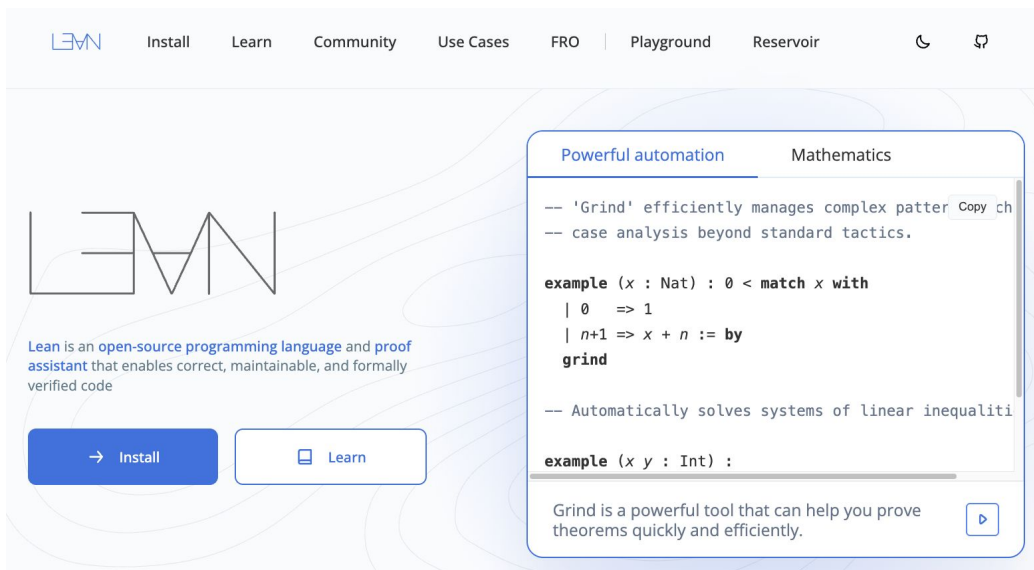 LEAN Install Learn Community Use Cases FRO Playground Reservoir
Powerful automation Mathematics
-- 'Grind' efficiently manages complex patter ch
Copy
-- case analysis beyond standard tactics.
example (x : Nat) : 0 < match x with
| 0 => 1
| n+1 => x + n := by
grind
-- Automatically solves systems of linear inequaliti
example (x y : Int) :
Grind is a powerful tool that can help you prove
theorems quickly and efficiently.
LEAN
Lean is an open-source programming language and proof
assistant that enables correct, maintainable, and formally
verified code
Install Learn